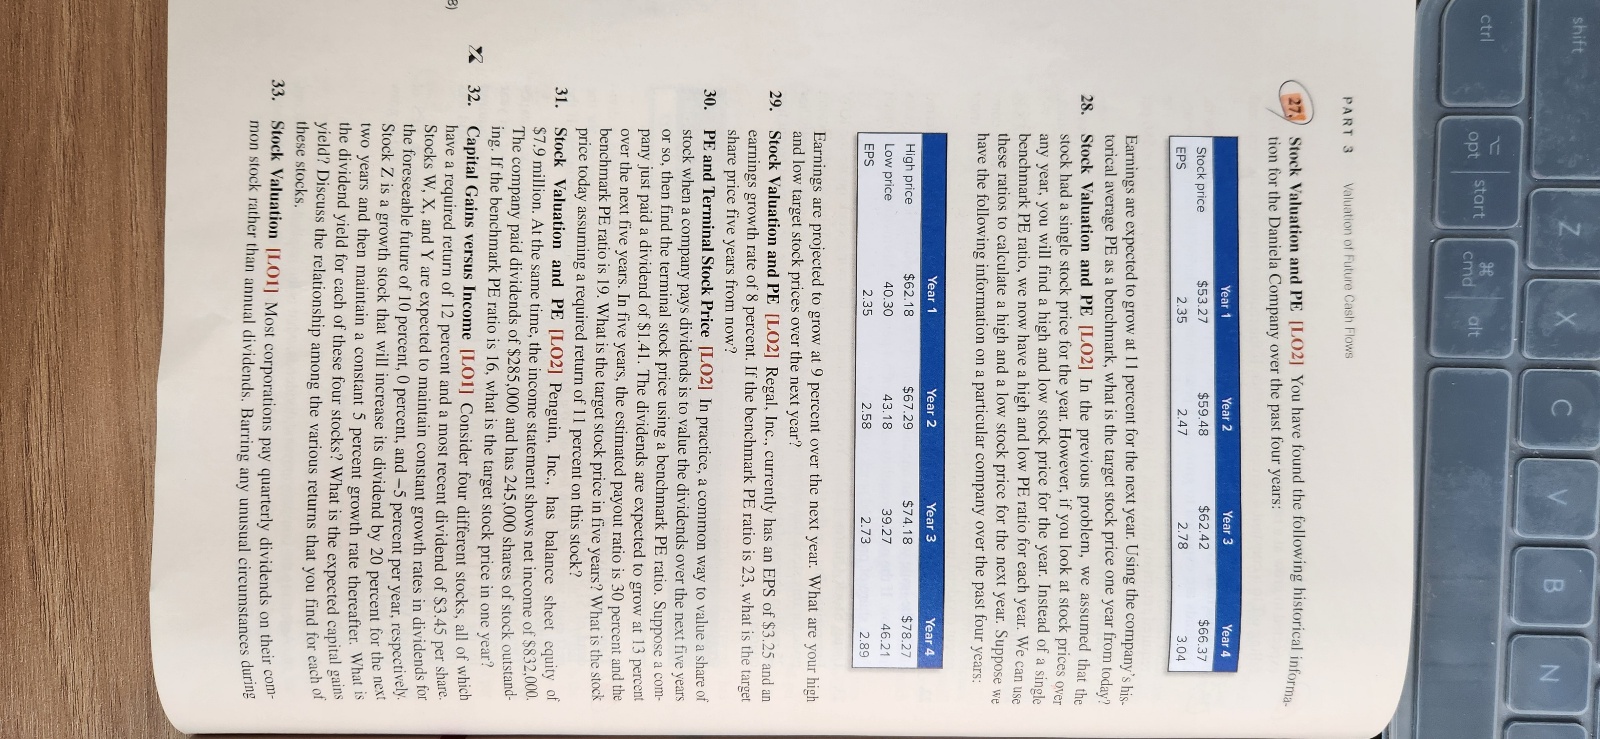 PART 3 Valuation of Future Cash Flows
27. Stock Valuation and PE [LO2] You have found the following historical informa-
tion for the Daniela Company over the past four years:
Year 1 Year 2 Year 3 Year 4
Stock price $53.27 $59.48 $62.42 $66.37
EPS 2.35 2.47 2.78 3.04
Earnings are expected to grow at 11 percent for the next year. Using the company's his-
torical average PE as a benchmark, what is the target stock price one year from today?
28. Stock Valuation and PE [LO2] In the previous problem, we assumed that the
stock had a single stock price for the year. However, if you look at stock prices over
any year, you will find a high and low stock price for the year. Instead of a single
benchmark PE ratio, we now have a high and low PE ratio for each year. We can use
these ratios to calculate a high and a low stock price for the next year. Suppose we
have the following information on a particular company over the past four years:
Year 1 Year 2 Year 3 Year 4
High price $62.18 $67.29 $74.18 $78.27
Low price 40.30 43.18 39.27 46.21
EPS 2.35 2.58 2.73 2.89
Earnings are projected to grow at 9 percent over the next year. What are your high
and low target stock prices over the next year?
29. Stock Valuation and PE [LO2] Regal, Inc., currently has an EPS of $3.25 and an
earnings growth rate of 8 percent. If the benchmark PE ratio is 23, what is the target
share price five years from now?
30. PE and Terminal Stock Price [LO2] In practice, a common way to value a share of
stock when a company pays dividends is to value the dividends over the next five years
or so, then find the terminal stock price using a benchmark PE ratio. Suppose a com-
pany just paid a dividend of $1.41. The dividends are expected to grow at 13 percent
over the next five years. In five years, the estimated payout ratio is 30 percent and the
benchmark PE ratio is 19. What is the target stock price in five years? What is the stock
price today assuming a required return of 11 percent on this stock?
31. Stock Valuation and PE [LO2] Penguin, Inc., has balance sheet equity of
$7.9 million. At the same time, the income statement shows net income of $832,000.
The company paid dividends of $285,000 and has 245,000 shares of stock outstand-
ing. If the benchmark PE ratio is 16, what is the target stock price in one year?
32. Capital Gains versus Income [LO1] Consider four different stocks, all of which
have a required return of 12 percent and a most recent dividend of $3.45 per share.
Stocks W, X, and Y are expected to maintain constant growth rates in dividends for
the foreseeable future of 10 percent, 0 percent, and −5 percent per year, respectively.
Stock Z is a growth stock that will increase its dividend by 20 percent for the next
two years and then maintain a constant 5 percent growth rate thereafter. What is
the dividend yield for each of these four stocks? What is the expected capital gains
yield? Discuss the relationship among the various returns that you find for each of
these stocks.
33. Stock Valuation [LO1] Most corporations pay quarterly dividends on their com-
mon stock rather than annual dividends. Barring any unusual circumstances during
8)
shift
Z
X
C
V
B
N
ctrl
opt
start
cmd
alt